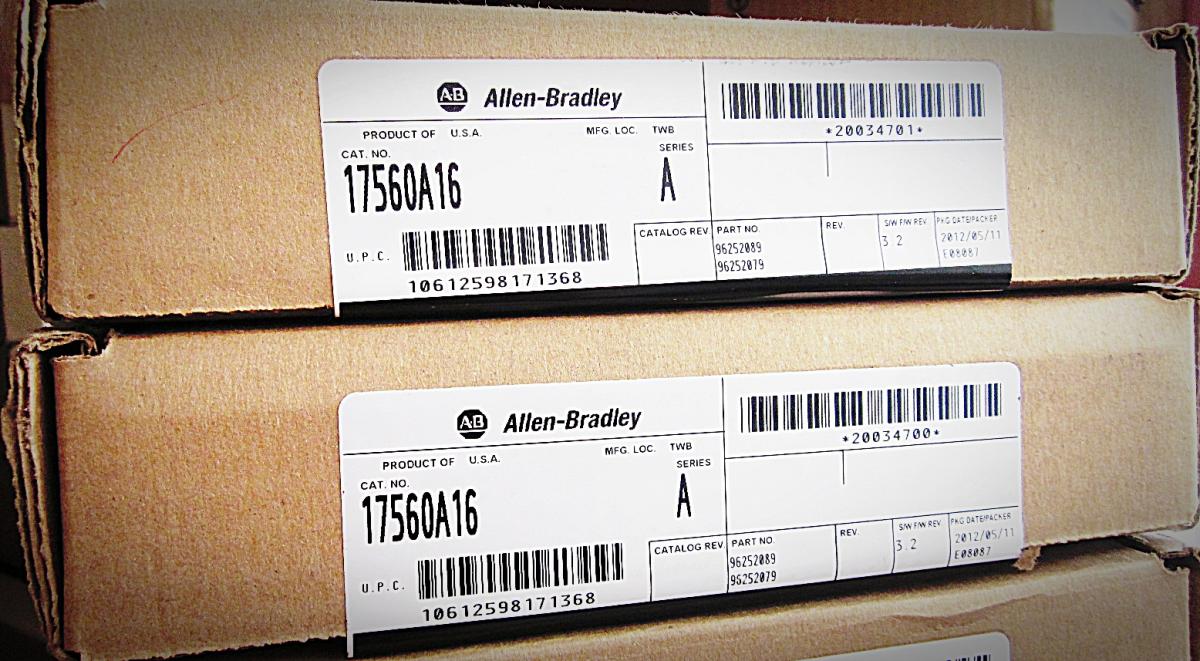 A-B Allen-Bradley
*20034701*
PRODUCT OF U.S.A. MFG. LOC. TWB
CAT. NO. SERIES
17560A16 A
CATALOG REV. PART NO. REV. S/W F/W REV. PKG DATE/PACKER
96252089 3.2 2012/05/11
96252079 E08087
U.P.C.
10612598171368
A-B Allen-Bradley
*20034700*
PRODUCT OF U.S.A. MFG. LOC. TWB
CAT. NO. SERIES
17560A16 A
CATALOG REV. PART NO. REV. S/W F/W REV. PKG DATE/PACKER
96252089 3.2 2012/05/11
96252079 E08087
U.P.C.
10612598171368